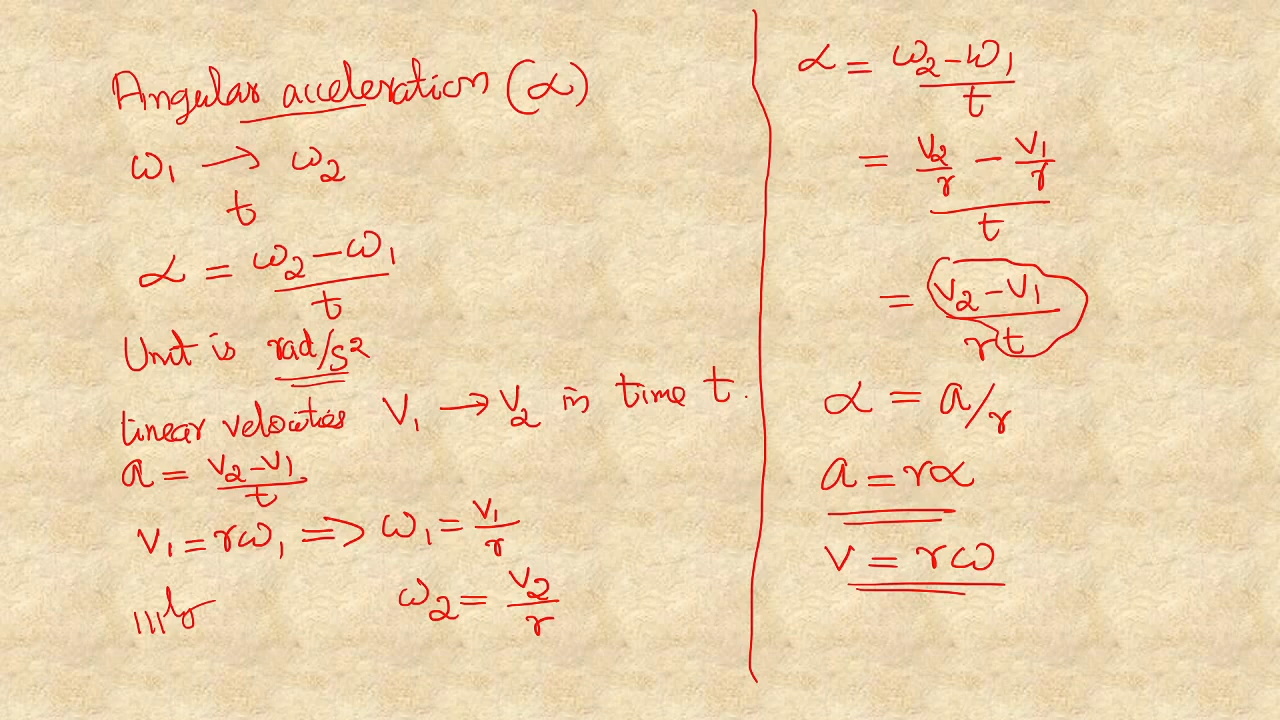 Angular acceleration (α)
ω₁ → ω₂
t
α = (ω₂ − ω₁)/t
Unit is rad/s²
linear velocities V₁ → V₂ in time t.
a = (V₂ − V₁)/t
V₁ = rω₁ ⇒ ω₁ = V₁/r
|||ly ω₂ = V₂/r
α = (ω₂ − ω₁)/t
= (V₂/r − V₁/r)/t
= (V₂ − V₁)/rt
α = a/r
a = rα
V = rω